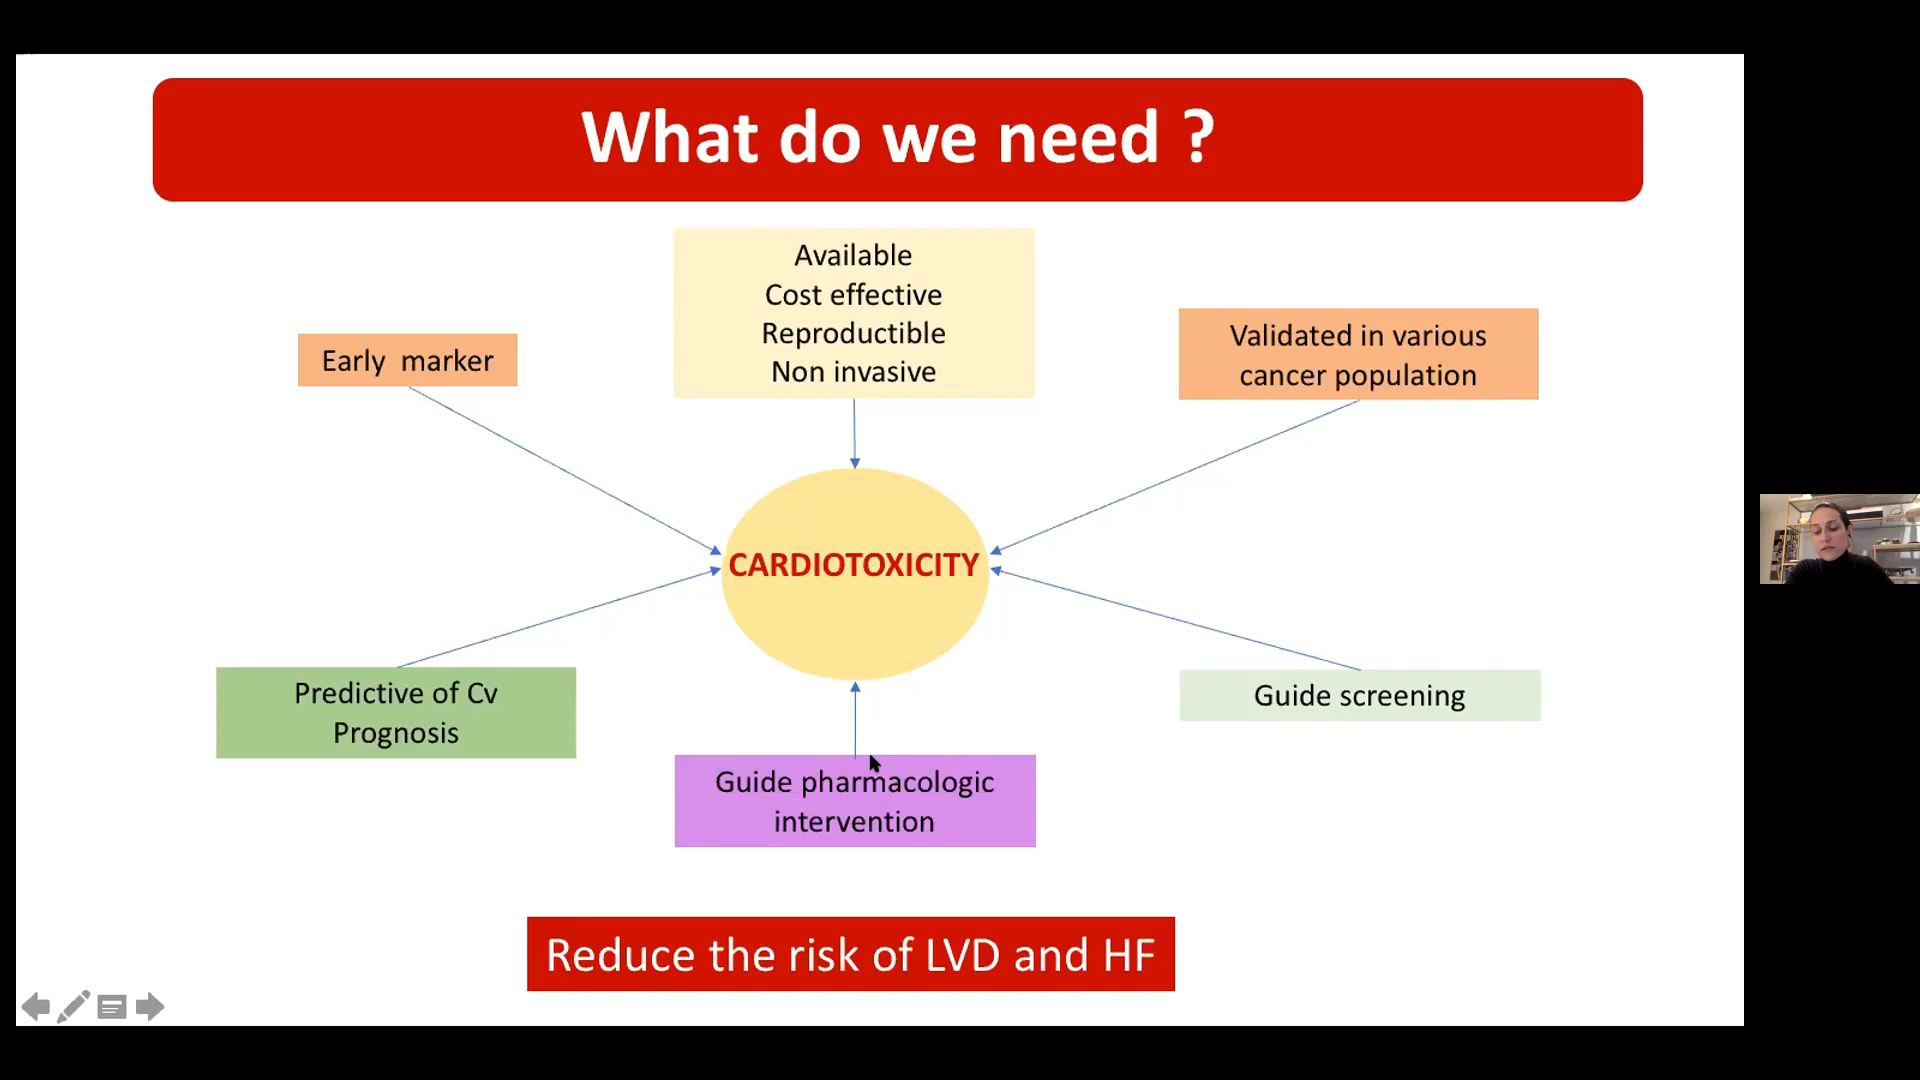 What do we need ?
Available
Cost effective
Reproductible
Non invasive
Early marker
Validated in various
cancer population
CARDIOTOXICITY
Predictive of Cv
Prognosis
Guide screening
Guide pharmacologic
intervention
Reduce the risk of LVD and HF